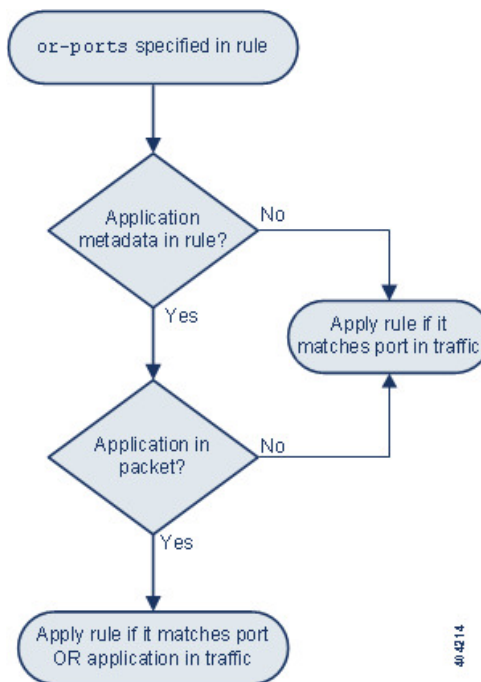 or-ports specified in rule
Application
metadata in rule?
No
Yes
Apply rule if it
matches port in traffic
Application in
packet?
No
Yes
Apply rule if it matches port
OR application in traffic
404214